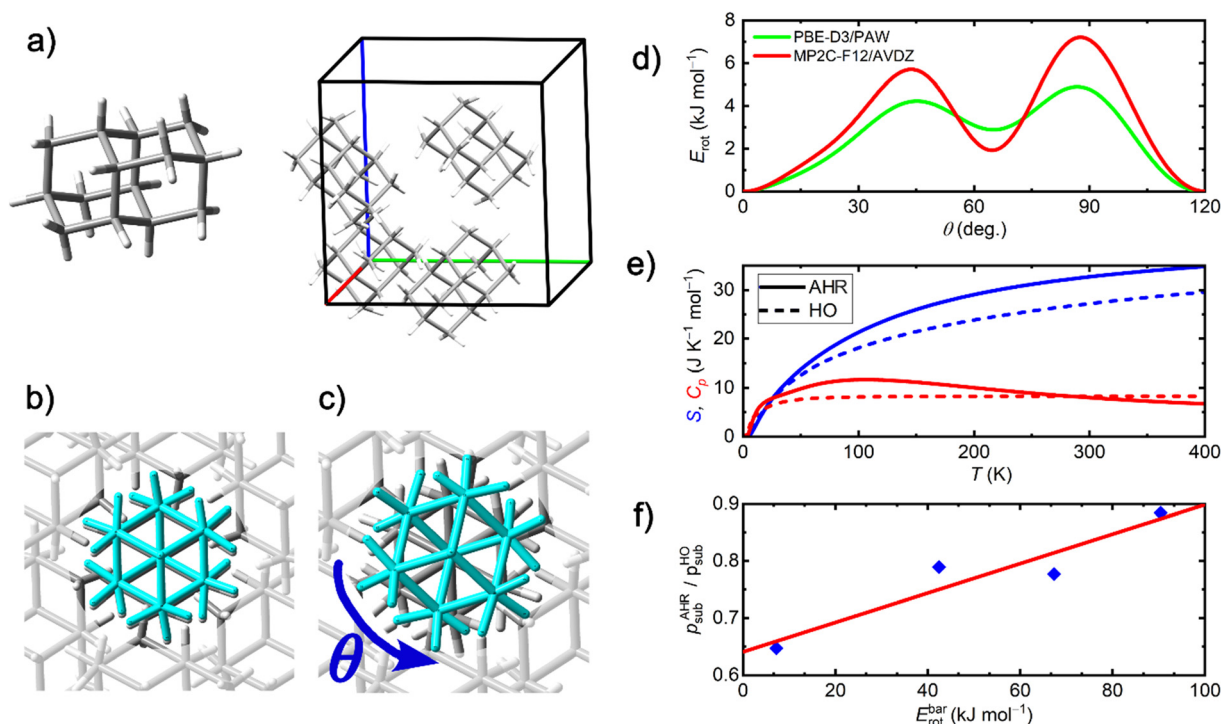 a)
b)
c)
θ
d)
PBE-D3/PAW
MP2C-F12/AVDZ
8
6
4
2
0
E_rot (kJ mol⁻¹)
0 30 60 90 120
θ (deg.)
e)
AHR
HO
30
20
10
0
S, C_p (J K⁻¹ mol⁻¹)
0 100 200 300 400
T (K)
f)
0.9
0.8
0.7
0.6
p_sub^AHR / p_sub^HO
0 20 40 60 80 100
E_rot^bar (kJ mol⁻¹)